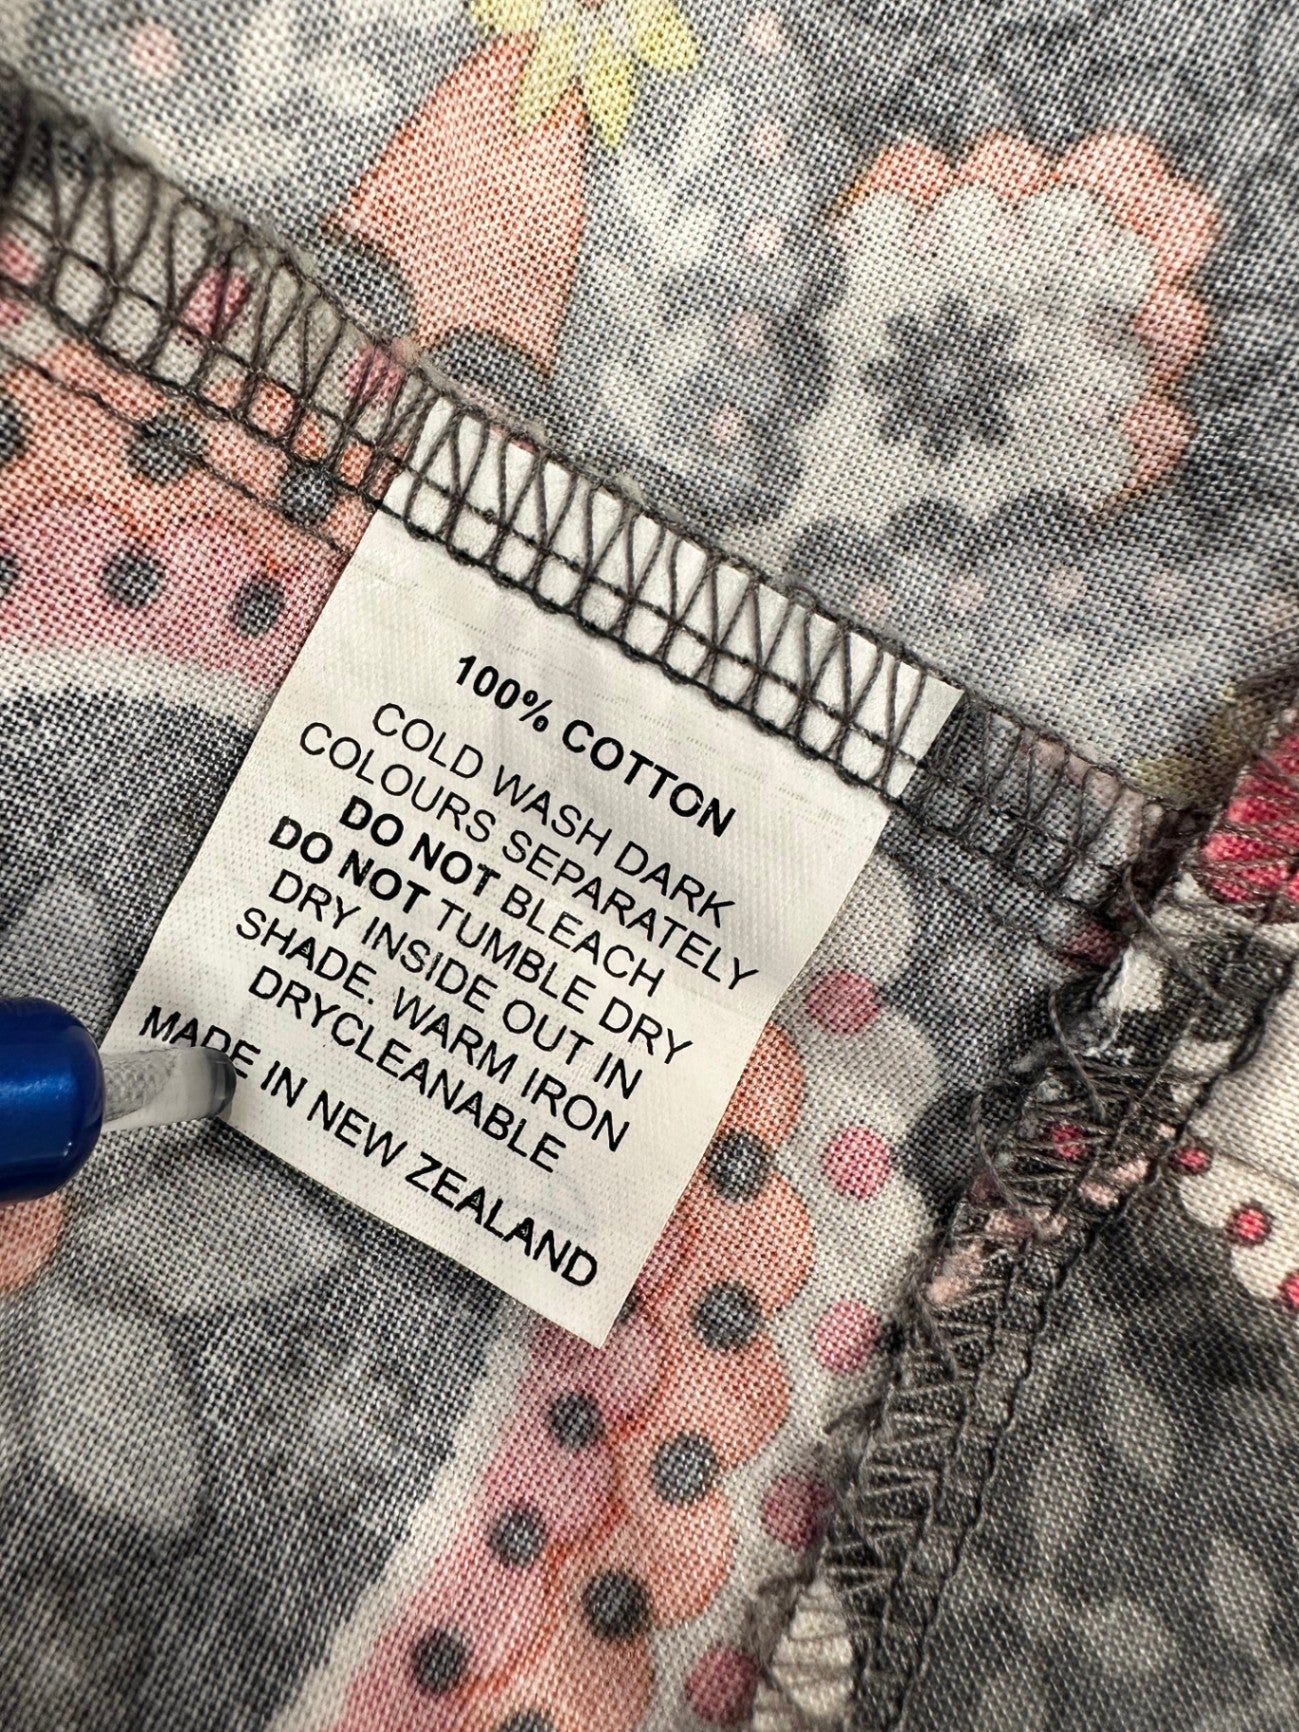 100% COTTON
COLD WASH DARK
COLOURS SEPARATELY
DO NOT BLEACH
DO NOT TUMBLE DRY
DRY INSIDE OUT IN
SHADE. WARM IRON
DRYCLEANABLE
MADE IN NEW ZEALAND